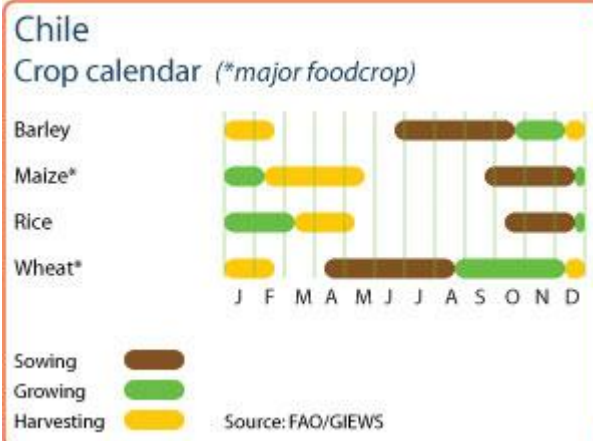 Chile
Crop calendar (*major foodcrop)
Barley
Maize*
Rice
Wheat*
J F M A M J J A S O N D
Sowing
Growing
Harvesting Source: FAO/GIEWS